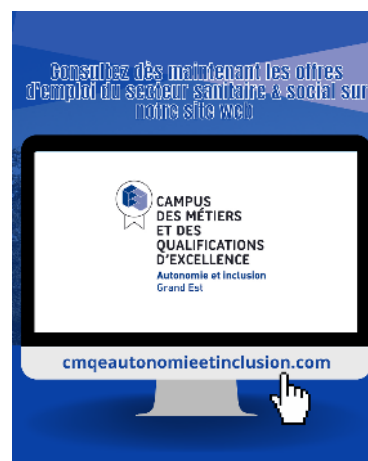 Consultez dès maintenant les offres
d'emploi du secteur sanitaire & social sur
notre site web
CAMPUS
DES MÉTIERS
ET DES
QUALIFICATIONS
D'EXCELLENCE
Autonomie et inclusion
Grand Est
cmqeautonomieetinclusion.com